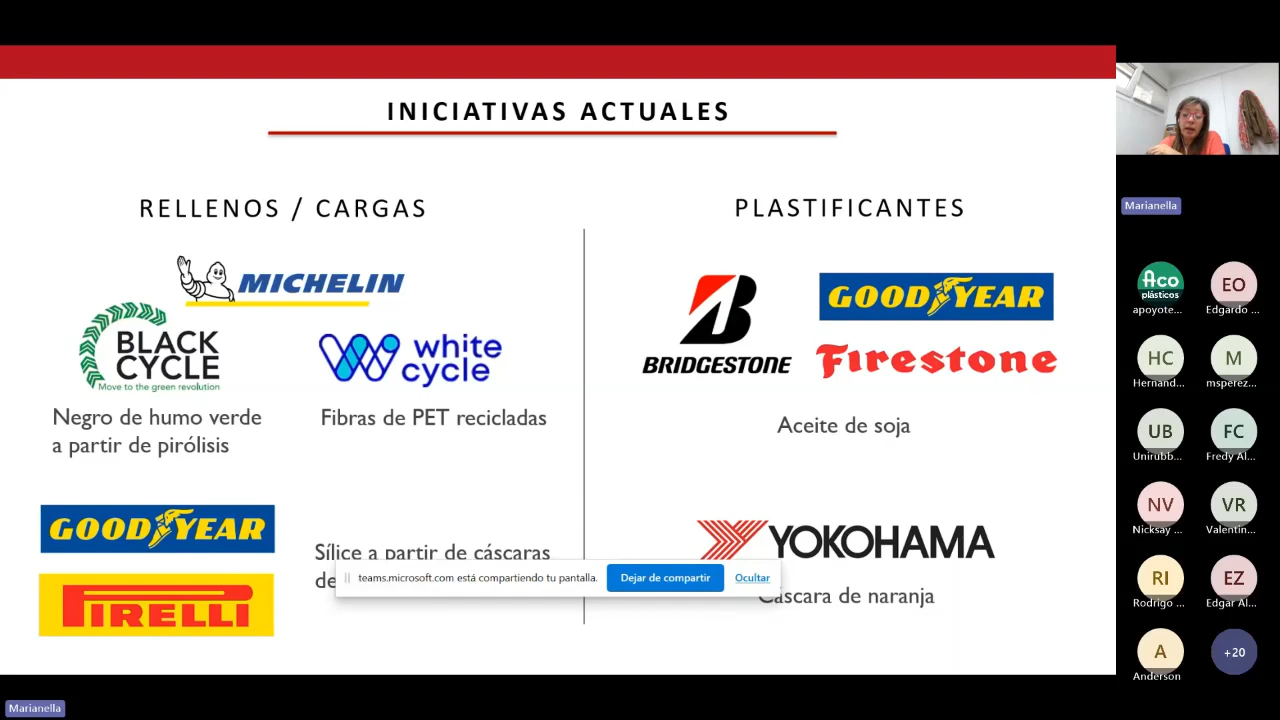 INICIATIVAS ACTUALES
RELLENOS / CARGAS
MICHELIN
BLACK
CYCLE
Move to the green revolution
white
cycle
Negro de humo verde
a partir de pirólisis
Fibras de PET recicladas
GOODYEAR
PIRELLI
Sílice a partir de cáscaras
de
PLASTIFICANTES
BRIDGESTONE
GOODYEAR
Firestone
Aceite de soja
YOKOHAMA
Cáscara de naranja
teams.microsoft.com está compartiendo tu pantalla.
Dejar de compartir
Ocultar
Marianella
Aco
plásticos
apoyote...
EO
Edgardo ...
HC
Hernand...
M
msperez...
UB
Unirubb...
FC
Fredy Al...
NV
Nicksay ...
VR
Valentin...
RI
Rodrigo ...
EZ
Edgar Al...
A
Anderson
+20
Marianella